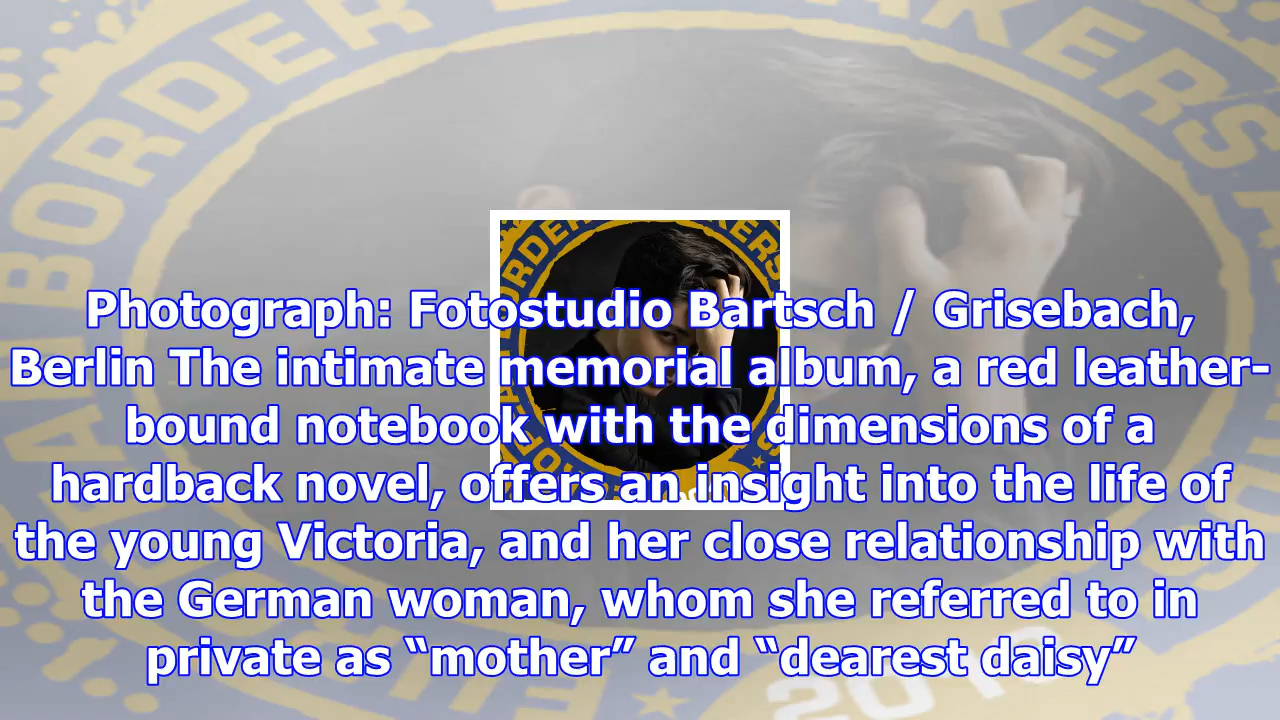 BORDER
AKERS
Photograph: Fotostudio Bartsch / Grisebach,
Berlin The intimate memorial album, a red leather-
bound notebook with the dimensions of a
hardback novel, offers an insight into the life of
the young Victoria, and her close relationship with
the German woman, whom she referred to in
private as “mother” and “dearest daisy”